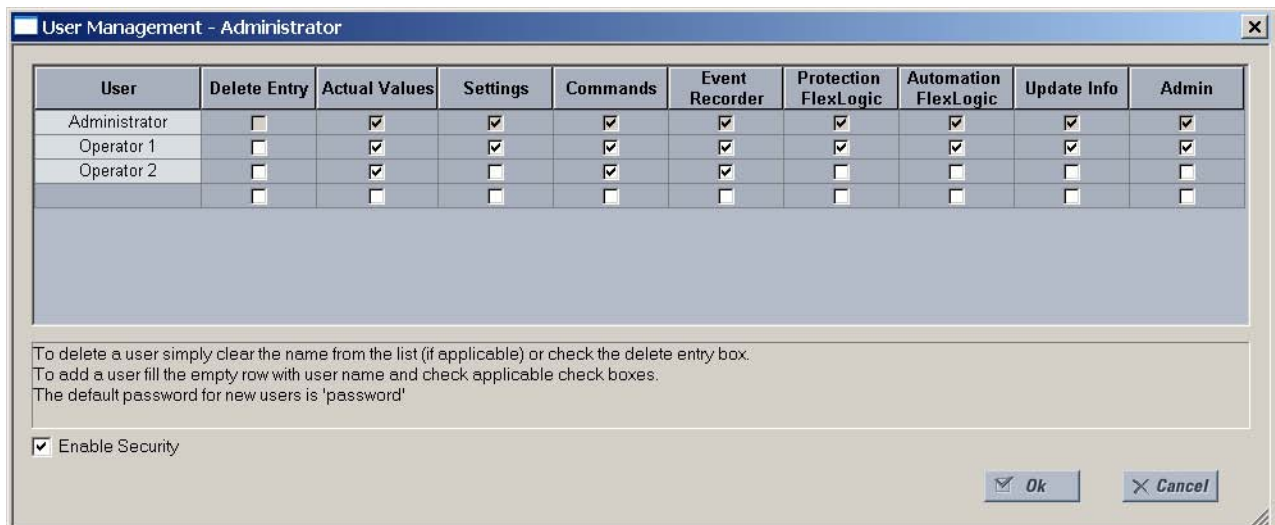 User Management - Administrator
User Delete Entry Actual Values Settings Commands Event Recorder Protection FlexLogic Automation FlexLogic Update Info Admin
Administrator
Operator 1
Operator 2
To delete a user simply clear the name from the list (if applicable) or check the delete entry box.
To add a user fill the empty row with user name and check applicable check boxes.
The default password for new users is 'password'
Enable Security
Ok Cancel